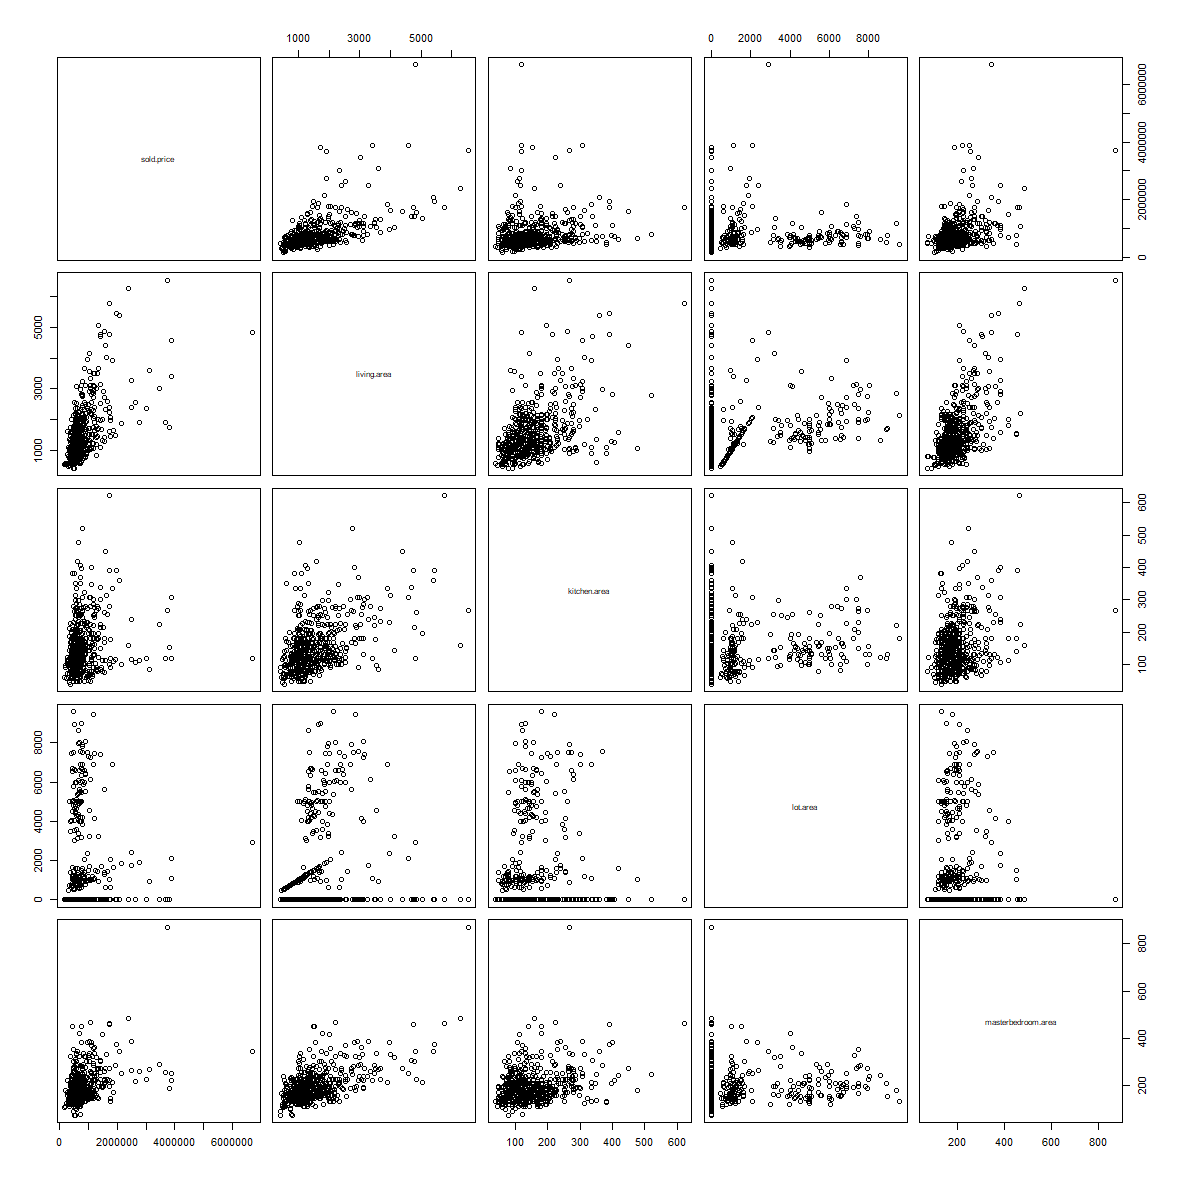 1000 3000 5000 0 2000 4000 6000 8000
sold.price
0 2000000 4000000 6000000
living.area
1000 3000 5000
kitchen.area
100 200 300 400 500 600
lot.area
0 2000 4000 6000 8000
masterbedroom.area
200 400 600 800
0 2000000 4000000 6000000 100 200 300 400 500 600 200 400 600 800